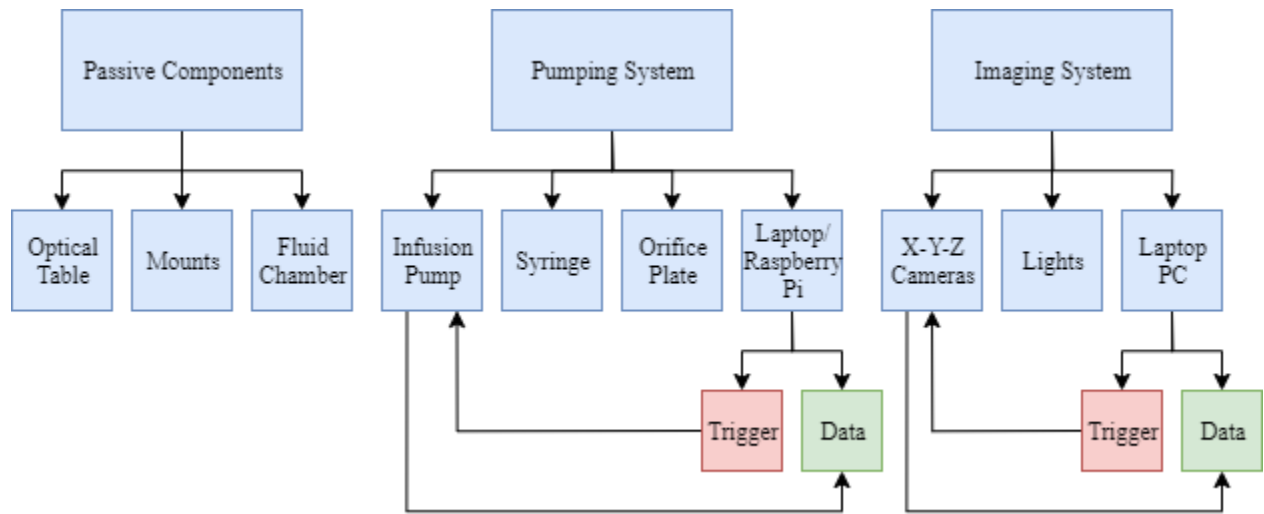 Passive Components
Pumping System
Imaging System
Optical
Table
Mounts
Fluid
Chamber
Infusion
Pump
Syringe
Orifice
Plate
Laptop/
Raspberry
Pi
X-Y-Z
Cameras
Lights
Laptop
PC
Trigger
Data
Trigger
Data